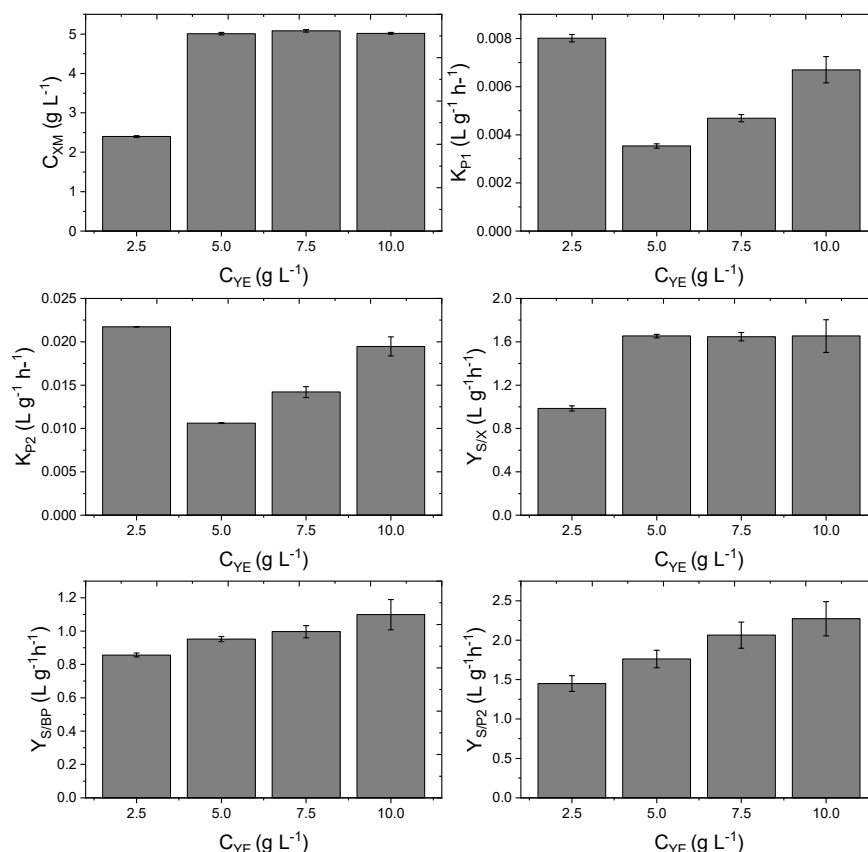 C_XM (g L⁻¹)
5
4
3
2
1
0
2.5 5.0 7.5 10.0
C_YE (g L⁻¹)
K_P1 (L g⁻¹ h⁻¹)
0.008
0.006
0.004
0.002
0.000
2.5 5.0 7.5 10.0
C_YE (g L⁻¹)
K_P2 (L g⁻¹ h⁻¹)
0.025
0.020
0.015
0.010
0.005
0.000
2.5 5.0 7.5 10.0
C_YE (g L⁻¹)
Y_S/X (L g⁻¹h⁻¹)
2.0
1.6
1.2
0.8
0.4
0.0
2.5 5.0 7.5 10.0
C_YE (g L⁻¹)
Y_S/BP (L g⁻¹h⁻¹)
1.2
1.0
0.8
0.6
0.4
0.2
0.0
2.5 5.0 7.5 10.0
C_YE (g L⁻¹)
Y_S/P2 (L g⁻¹h⁻¹)
2.5
2.0
1.5
1.0
0.5
0.0
2.5 5.0 7.5 10.0
C_YE (g L⁻¹)